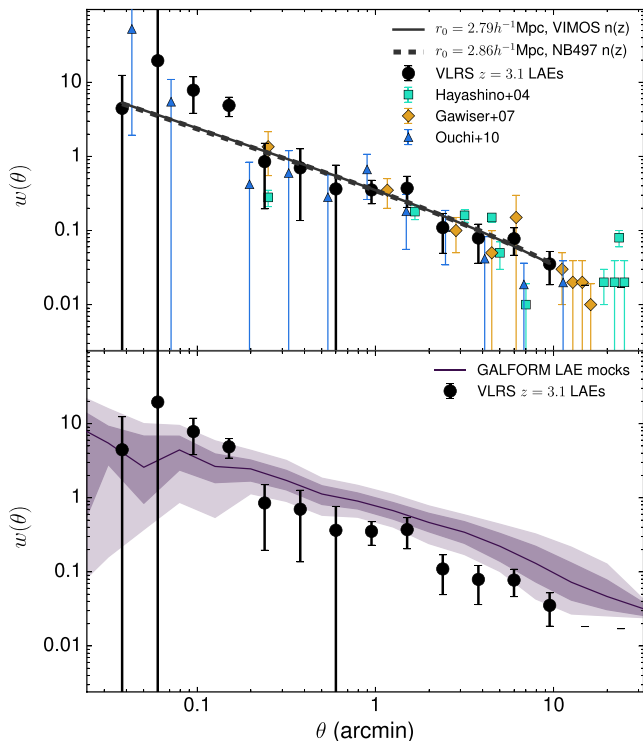 r₀ = 2.79h⁻¹Mpc, VIMOS n(z)
r₀ = 2.86h⁻¹Mpc, NB497 n(z)
VLRS z = 3.1 LAEs
Hayashino+04
Gawiser+07
Ouchi+10
10
1
0.1
0.01
w(θ)
GALFORM LAE mocks
VLRS z = 3.1 LAEs
10
1
0.1
0.01
w(θ)
0.1
1
10
θ (arcmin)